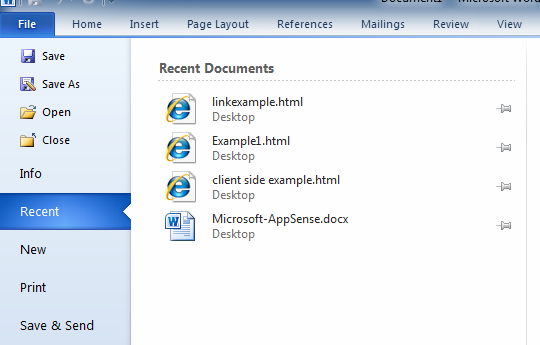 File Home Insert Page Layout References Mailings Review View
Save
Save As
Open
Close
Info
Recent
New
Print
Save & Send
Recent Documents
linkexample.html
Desktop
Example1.html
Desktop
client side example.html
Desktop
Microsoft-AppSense.docx
Desktop